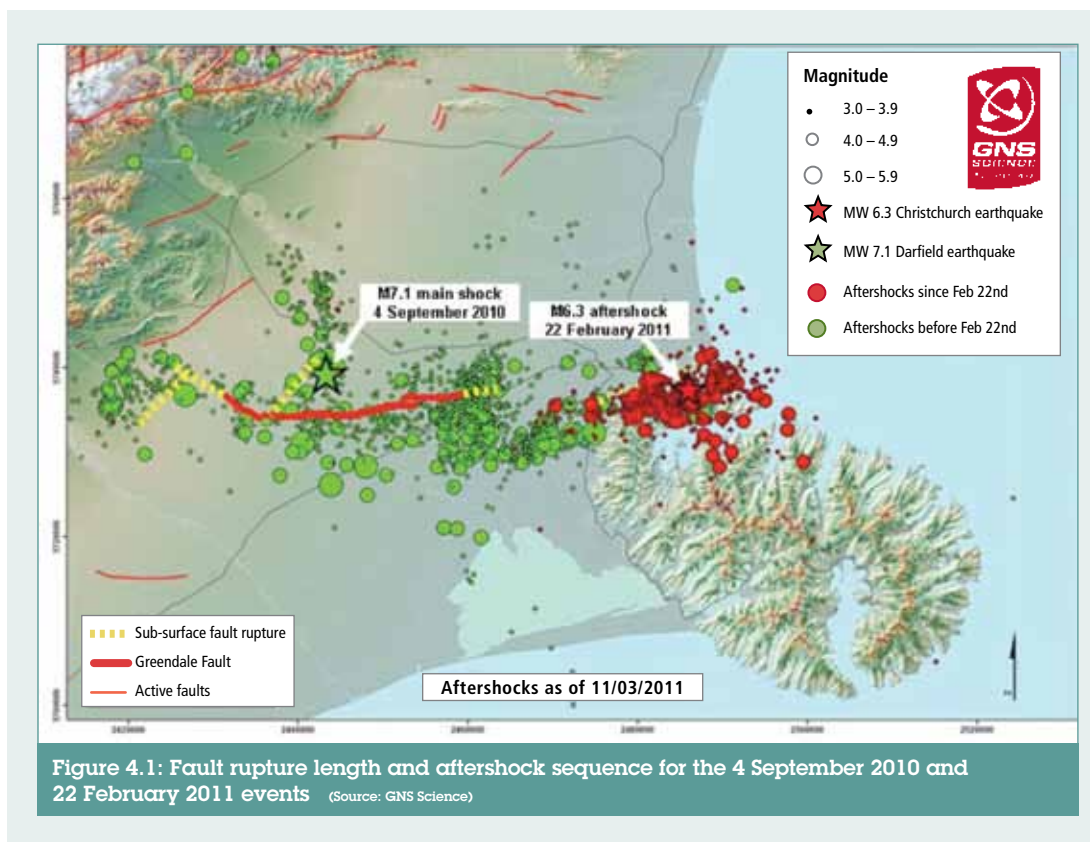 Magnitude
3.0 – 3.9
4.0 – 4.9
5.0 – 5.9
MW 6.3 Christchurch earthquake
MW 7.1 Darfield earthquake
Aftershocks since Feb 22nd
Aftershocks before Feb 22nd
GNS
SCIENCE
M7.1 main shock
4 September 2010
M6.3 aftershock
22 February 2011
Sub-surface fault rupture
Greendale Fault
Active faults
Aftershocks as of 11/03/2011
Figure 4.1: Fault rupture length and aftershock sequence for the 4 September 2010 and
22 February 2011 events (Source: GNS Science)